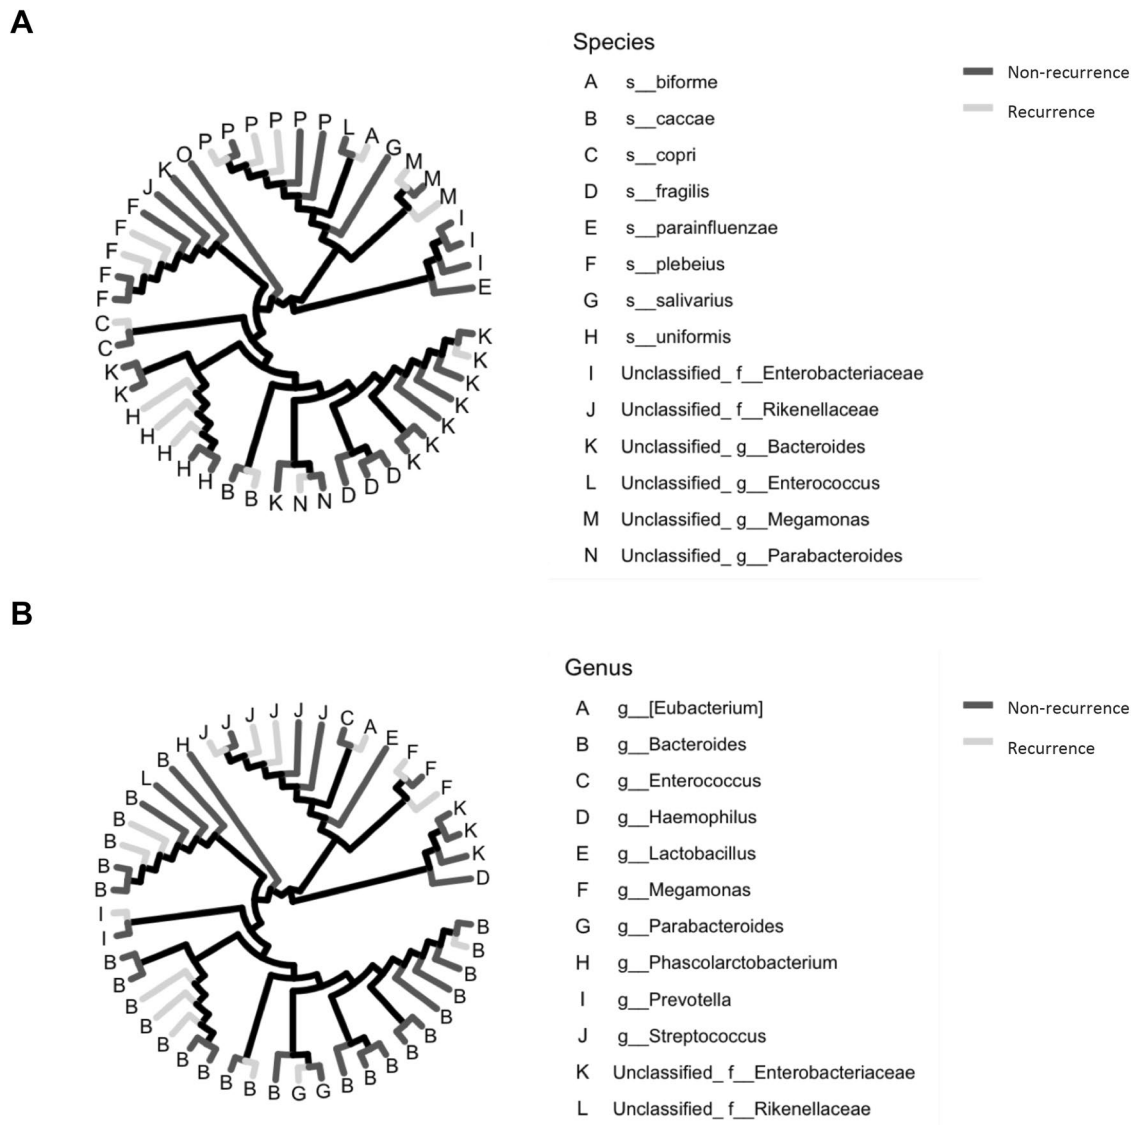 A
Species
A s__biforme
B s__caccae
C s__copri
D s__fragilis
E s__parainfluenzae
F s__plebeius
G s__salivarius
H s__uniformis
I Unclassified_ f__Enterobacteriaceae
J Unclassified_ f__Rikenellaceae
K Unclassified_ g__Bacteroides
L Unclassified_ g__Enterococcus
M Unclassified_ g__Megamonas
N Unclassified_ g__Parabacteroides
Non-recurrence
Recurrence
O P P P P P P L A G M M M I I I E
K K K K K K K D D D N N K B B H H H H K K C C F F F F F J K
B
Genus
A g__[Eubacterium]
B g__Bacteroides
C g__Enterococcus
D g__Haemophilus
E g__Lactobacillus
F g__Megamonas
G g__Parabacteroides
H g__Phascolarctobacterium
I g__Prevotella
J g__Streptococcus
K Unclassified_ f__Enterobacteriaceae
L Unclassified_ f__Rikenellaceae
Non-recurrence
Recurrence
H J J J J J J C A E F F F K K K D
B B B B B B B B B B G G B B B B B B B B B I I B B B B B L B